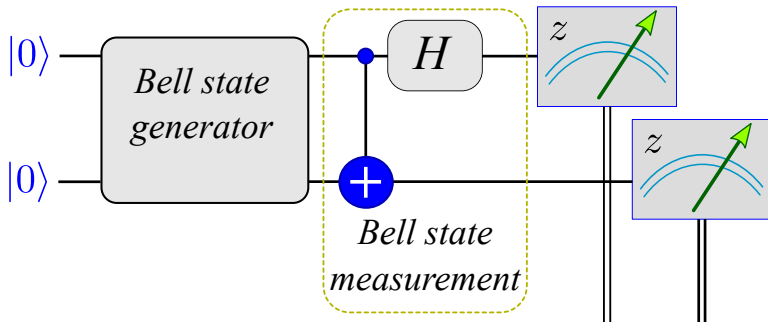 |0⟩
Bell state
generator
H
z
|0⟩
z
Bell state
measurement